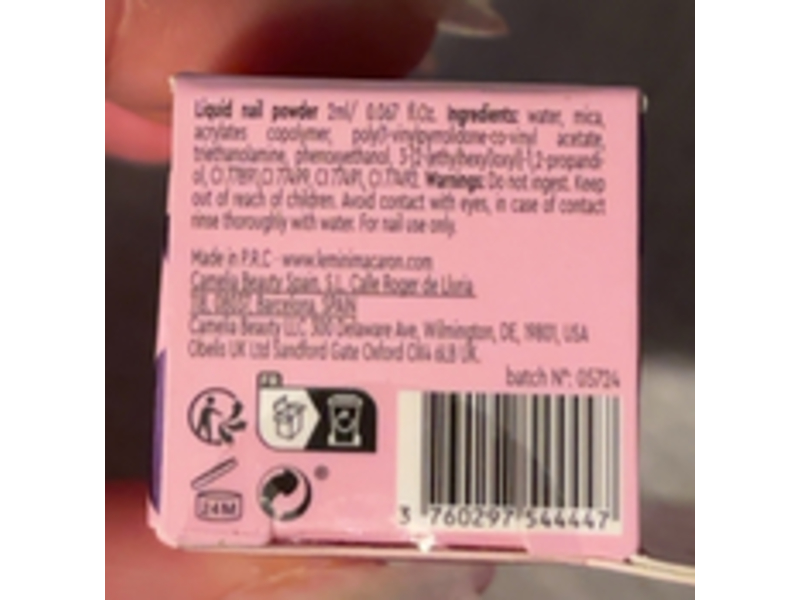 Liquid nail powder 2ml/ 0.067 fl.Oz. Ingredients: water, mica,
acrylates copolymer, poly(1-vinylpyrrolidone-co-vinyl acetate,
triethanolamine, phenoxyethanol, 3-[2-(ethylhexyl)oxy]-1,2-propandi-
ol, CI 77891, CI 77499, CI 77491, CI 77492. Warnings: Do not ingest. Keep
out of reach of children. Avoid contact with eyes, in case of contact
rinse thoroughly with water. For nail use only.
Made in P.R.C - www.leminimacaron.com
Camelia Beauty Spain, S.L. Calle Roger de Lluria
08007, Barcelona, SPAIN
Camelia Beauty LLC 300 Delaware Ave, Wilmington, DE, 19801, USA
Obelis UK Ltd Sandford Gate Oxford OX4 6LB UK.
batch Nº: 05724
FR
24M
®
3 760297 544447